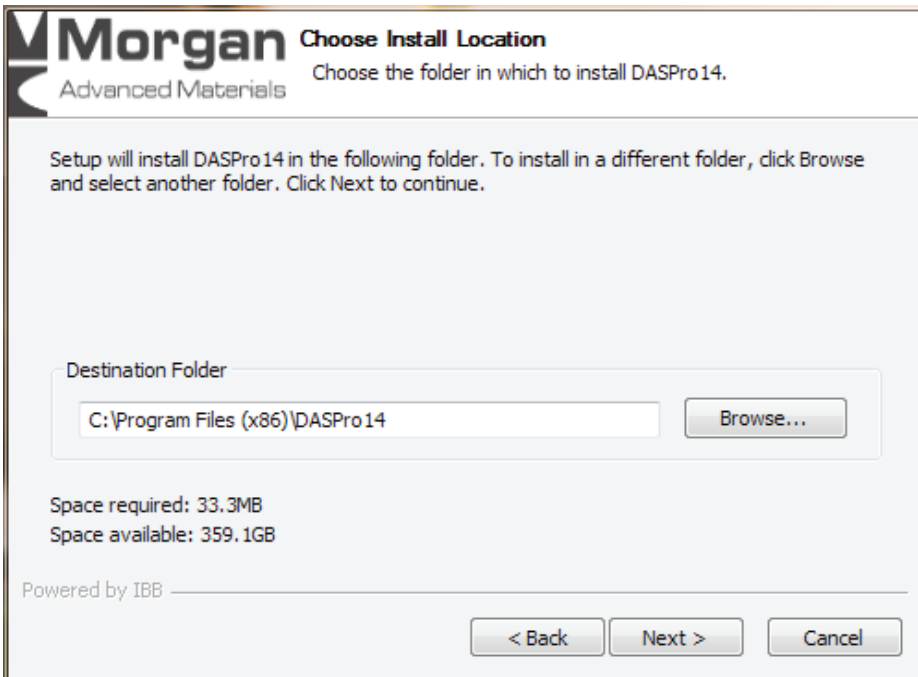 Morgan
Advanced Materials
Choose Install Location
Choose the folder in which to install DASPro14.
Setup will install DASPro14 in the following folder. To install in a different folder, click Browse
and select another folder. Click Next to continue.
Destination Folder
C:\Program Files (x86)\DASPro14
Browse...
Space required: 33.3MB
Space available: 359.1GB
Powered by IBB
< Back
Next >
Cancel